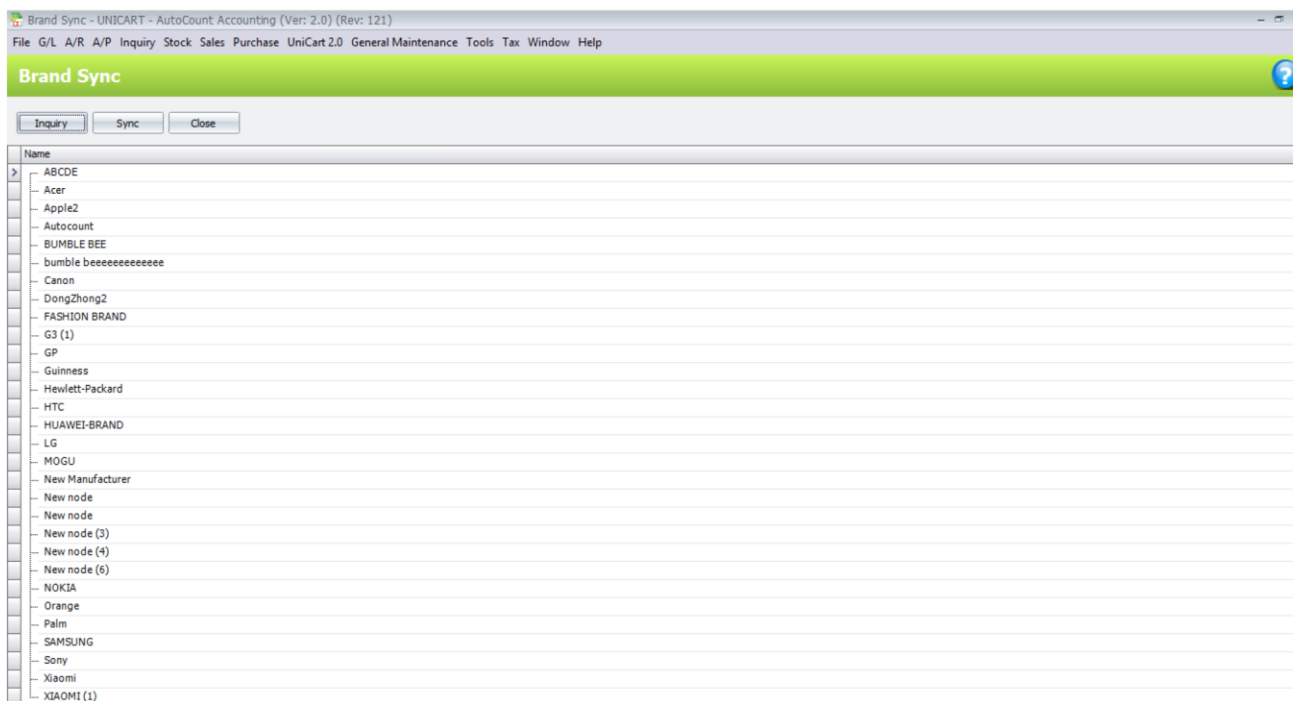 Brand Sync - UNICART - AutoCount Accounting (Ver: 2.0) (Rev: 121)
File G/L A/R A/P Inquiry Stock Sales Purchase UniCart 2.0 General Maintenance Tools Tax Window Help
Brand Sync
?
Inquiry Sync Close
Name
ABCDE
Acer
Apple2
Autocount
BUMBLE BEE
bumble beeeeeeeeeeeee
Canon
DongZhong2
FASHION BRAND
G3 (1)
GP
Guinness
Hewlett-Packard
HTC
HUAWEI-BRAND
LG
MOGU
New Manufacturer
New node
New node
New node (3)
New node (4)
New node (6)
NOKIA
Orange
Palm
SAMSUNG
Sony
Xiaomi
XIAOMI (1)